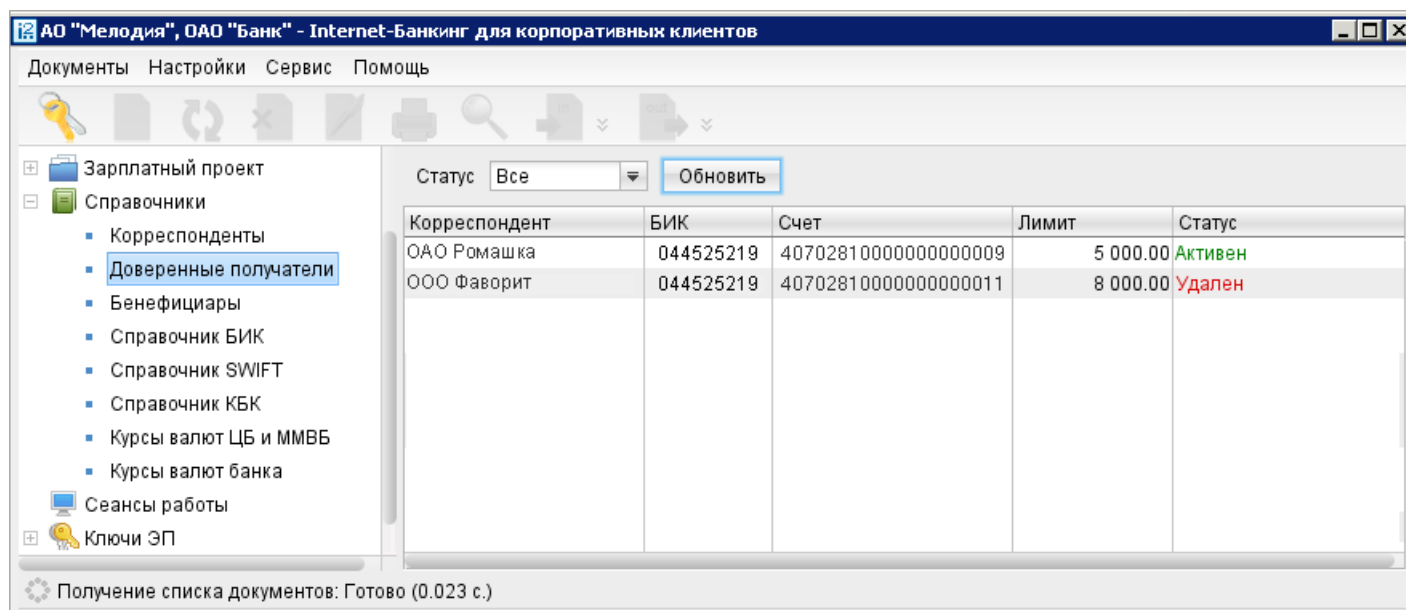 АО "Мелодия", ОАО "Банк" - Internet-Банкинг для корпоративных клиентов
Документы Настройки Сервис Помощь
in out
Зарплатный проект
Справочники
Корреспонденты
Доверенные получатели
Бенефициары
Справочник БИК
Справочник SWIFT
Справочник КБК
Курсы валют ЦБ и ММВБ
Курсы валют банка
Сеансы работы
Ключи ЭП
Статус Все Обновить
Корреспондент БИК Счет Лимит Статус
ОАО Ромашка 044525219 40702810000000000009 5 000.00 Активен
ООО Фаворит 044525219 40702810000000000011 8 000.00 Удален
Получение списка документов: Готово (0.023 с.)